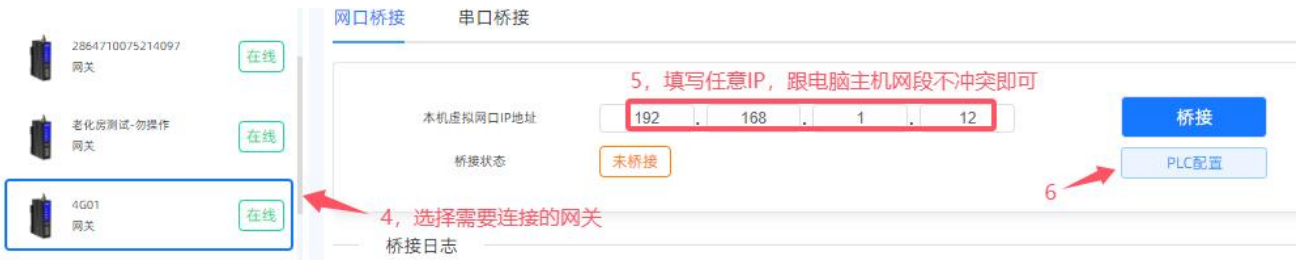 网口桥接 串口桥接
2864710075214097
网关
在线
5，填写任意IP，跟电脑主机网段不冲突即可
本机虚拟网口IP地址
192 . 168 . 1 . 12
桥接
老化房测试-勿操作
网关
在线
桥接状态
未桥接
PLC配置
6
4G01
网关
在线
4，选择需要连接的网关
桥接日志